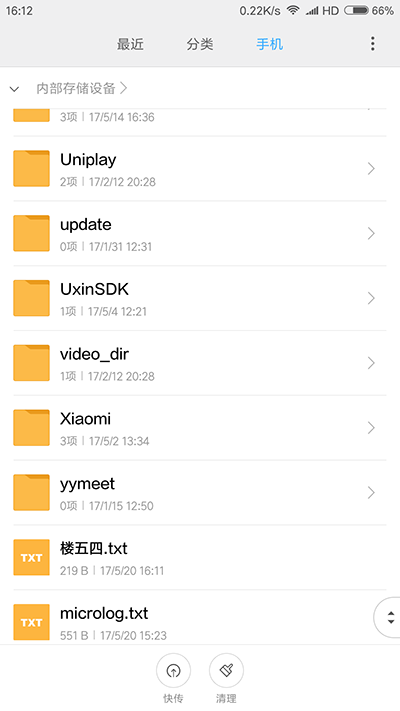 16:12 0.22K/s HD 66%
最近 分类 手机
内部存储设备
3项 | 17/5/14 16:36
Uniplay
2项 | 17/2/12 20:28
update
0项 | 17/1/31 12:31
UxinSDK
1项 | 17/5/4 12:21
video_dir
1项 | 17/2/12 20:28
Xiaomi
3项 | 17/5/2 13:34
yymeet
0项 | 17/1/15 12:50
TXT
楼五四.txt
219 B | 17/5/20 16:11
TXT
microlog.txt
551 B | 17/5/20 15:23
快传 清理